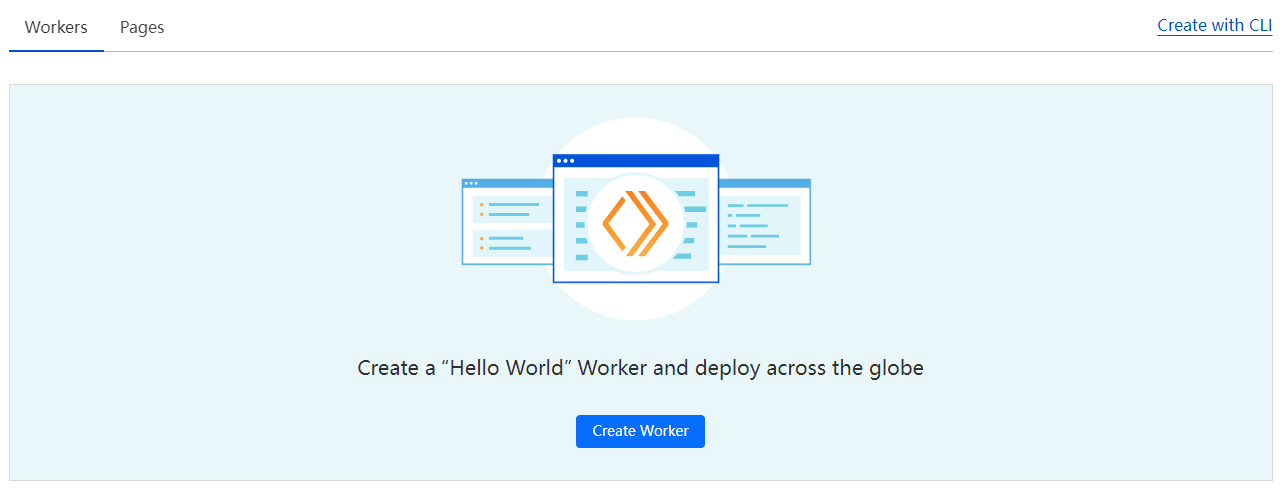 Workers Pages Create with CLI
Create a “Hello World” Worker and deploy across the globe
Create Worker